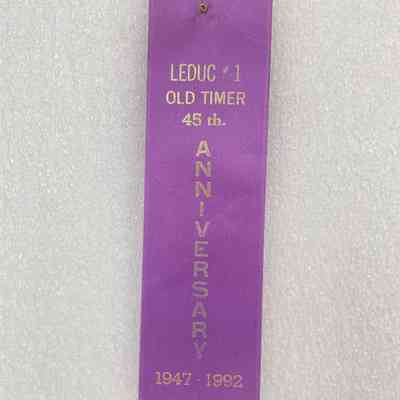 LEDUC #1
OLD TIMER
45 th.
ANNIVERSARY
1947 - 1992